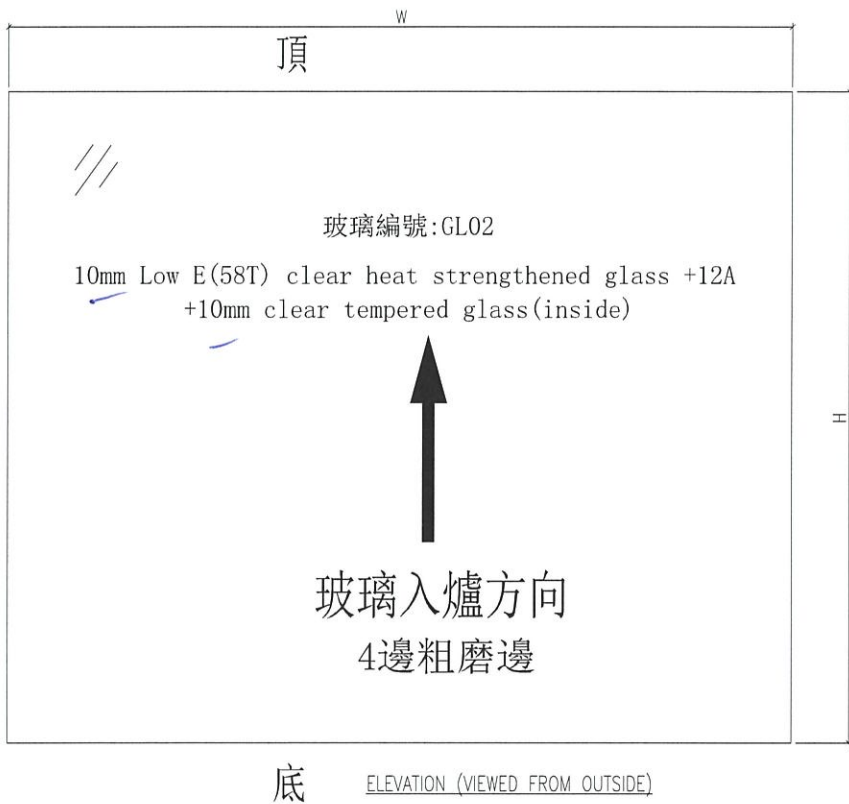 W
頂
玻璃編號:GL02
10mm Low E(58T) clear heat strengthened glass +12A
+10mm clear tempered glass(inside)
H
玻璃入爐方向
4邊粗磨邊
底
ELEVATION (VIEWED FROM OUTSIDE)